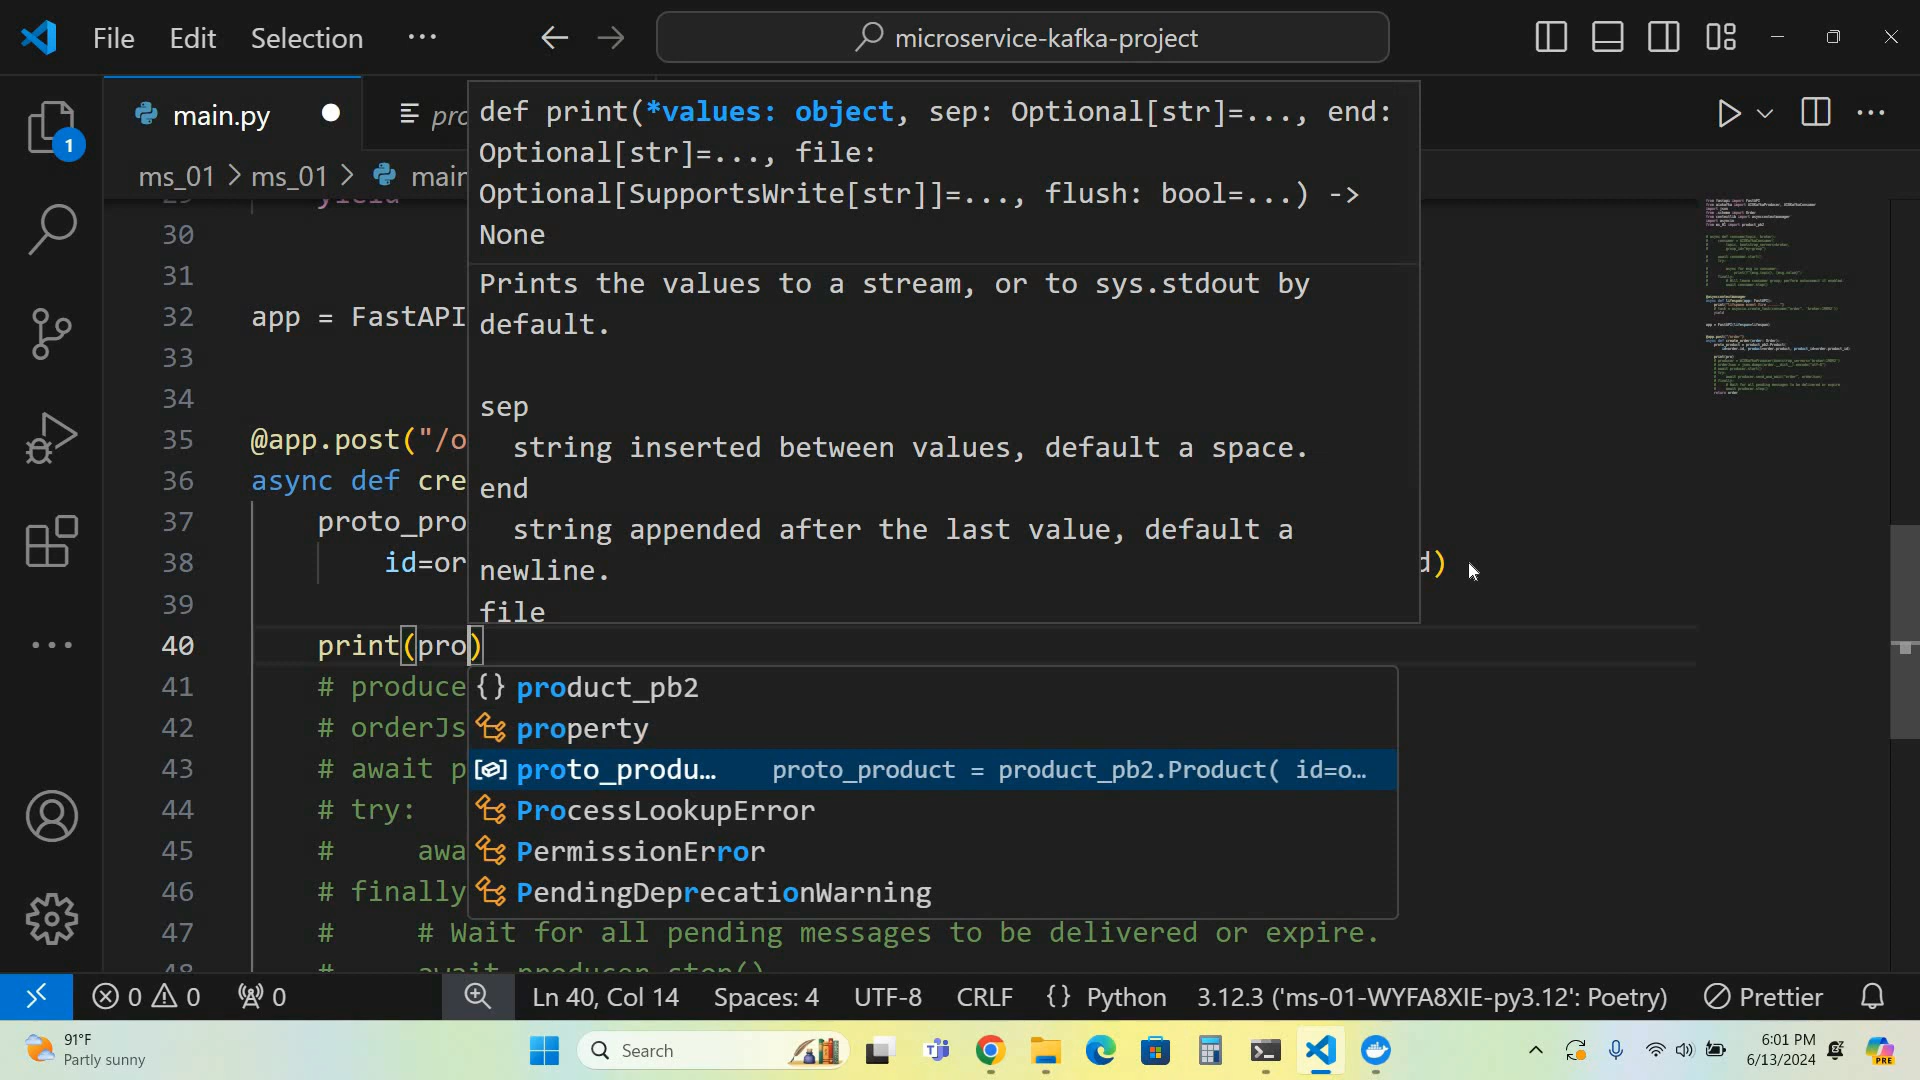 File Edit Selection ···
microservice-kafka-project
main.py
pro
ms_01 > ms_01 > main
def print(*values: object, sep: Optional[str]=..., end:
Optional[str]=..., file:
Optional[SupportsWrite[str]]=..., flush: bool=...) ->
None
Prints the values to a stream, or to sys.stdout by
default.
sep
string inserted between values, default a space.
end
string appended after the last value, default a
newline.
file
30
31
32 app = FastAPI
33
34
35 @app.post("/o
36 async def cre
37 proto_pro
38 id=or d)
39
40 print(pro)
41 # produce
42 # orderJs
43 # await p
44 # try:
45 # awa
46 # finally
47 # # Wait for all pending messages to be delivered or expire.
48 # await producer.stop()
{} product_pb2
property
proto_produ... proto_product = product_pb2.Product( id=o...
ProcessLookupError
PermissionError
PendingDeprecationWarning
1
0 0 0 Ln 40, Col 14 Spaces: 4 UTF-8 CRLF {} Python 3.12.3 ('ms-01-WYFA8XIE-py3.12': Poetry) Prettier
91°F
Partly sunny
Search
6:01 PM
6/13/2024
PRE